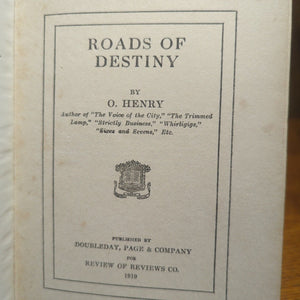 ROADS OF
DESTINY
BY
O. HENRY
Author of "The Voice of the City," "The Trimmed
Lamp," "Strictly Business," "Whirligigs,"
"Sixes and Sevens," Etc.
PUBLISHED BY
DOUBLEDAY, PAGE & COMPANY
FOR
REVIEW OF REVIEWS CO.
1919